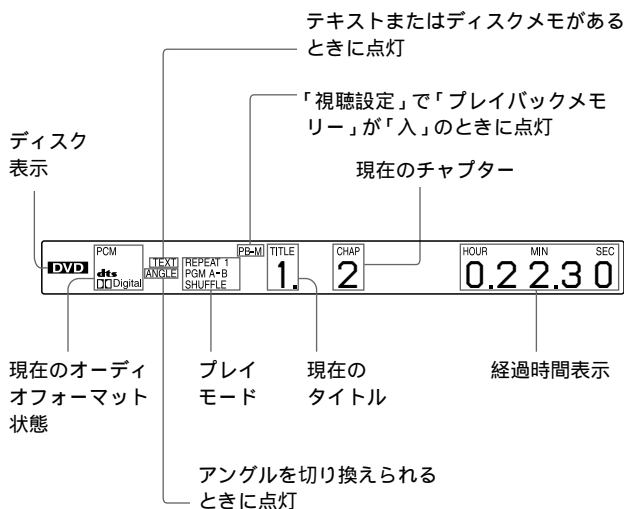 テキストまたはディスクメモがある
ときに点灯
「視聴設定」で「プレイバックメモ
リー」が「入」のときに点灯
ディスク
表示
現在のチャプター
DVD
PCM
dts
Digital
TEXT
ANGLE
REPEAT 1
PGM A-B
SHUFFLE
PB-M
TITLE
1.
CHAP
2
HOUR MIN SEC
0.2 2.3 0
現在のオーディ
オフォーマット
状態
プレイ
モード
現在の
タイトル
経過時間表示
アングルを切り換えられる
ときに点灯